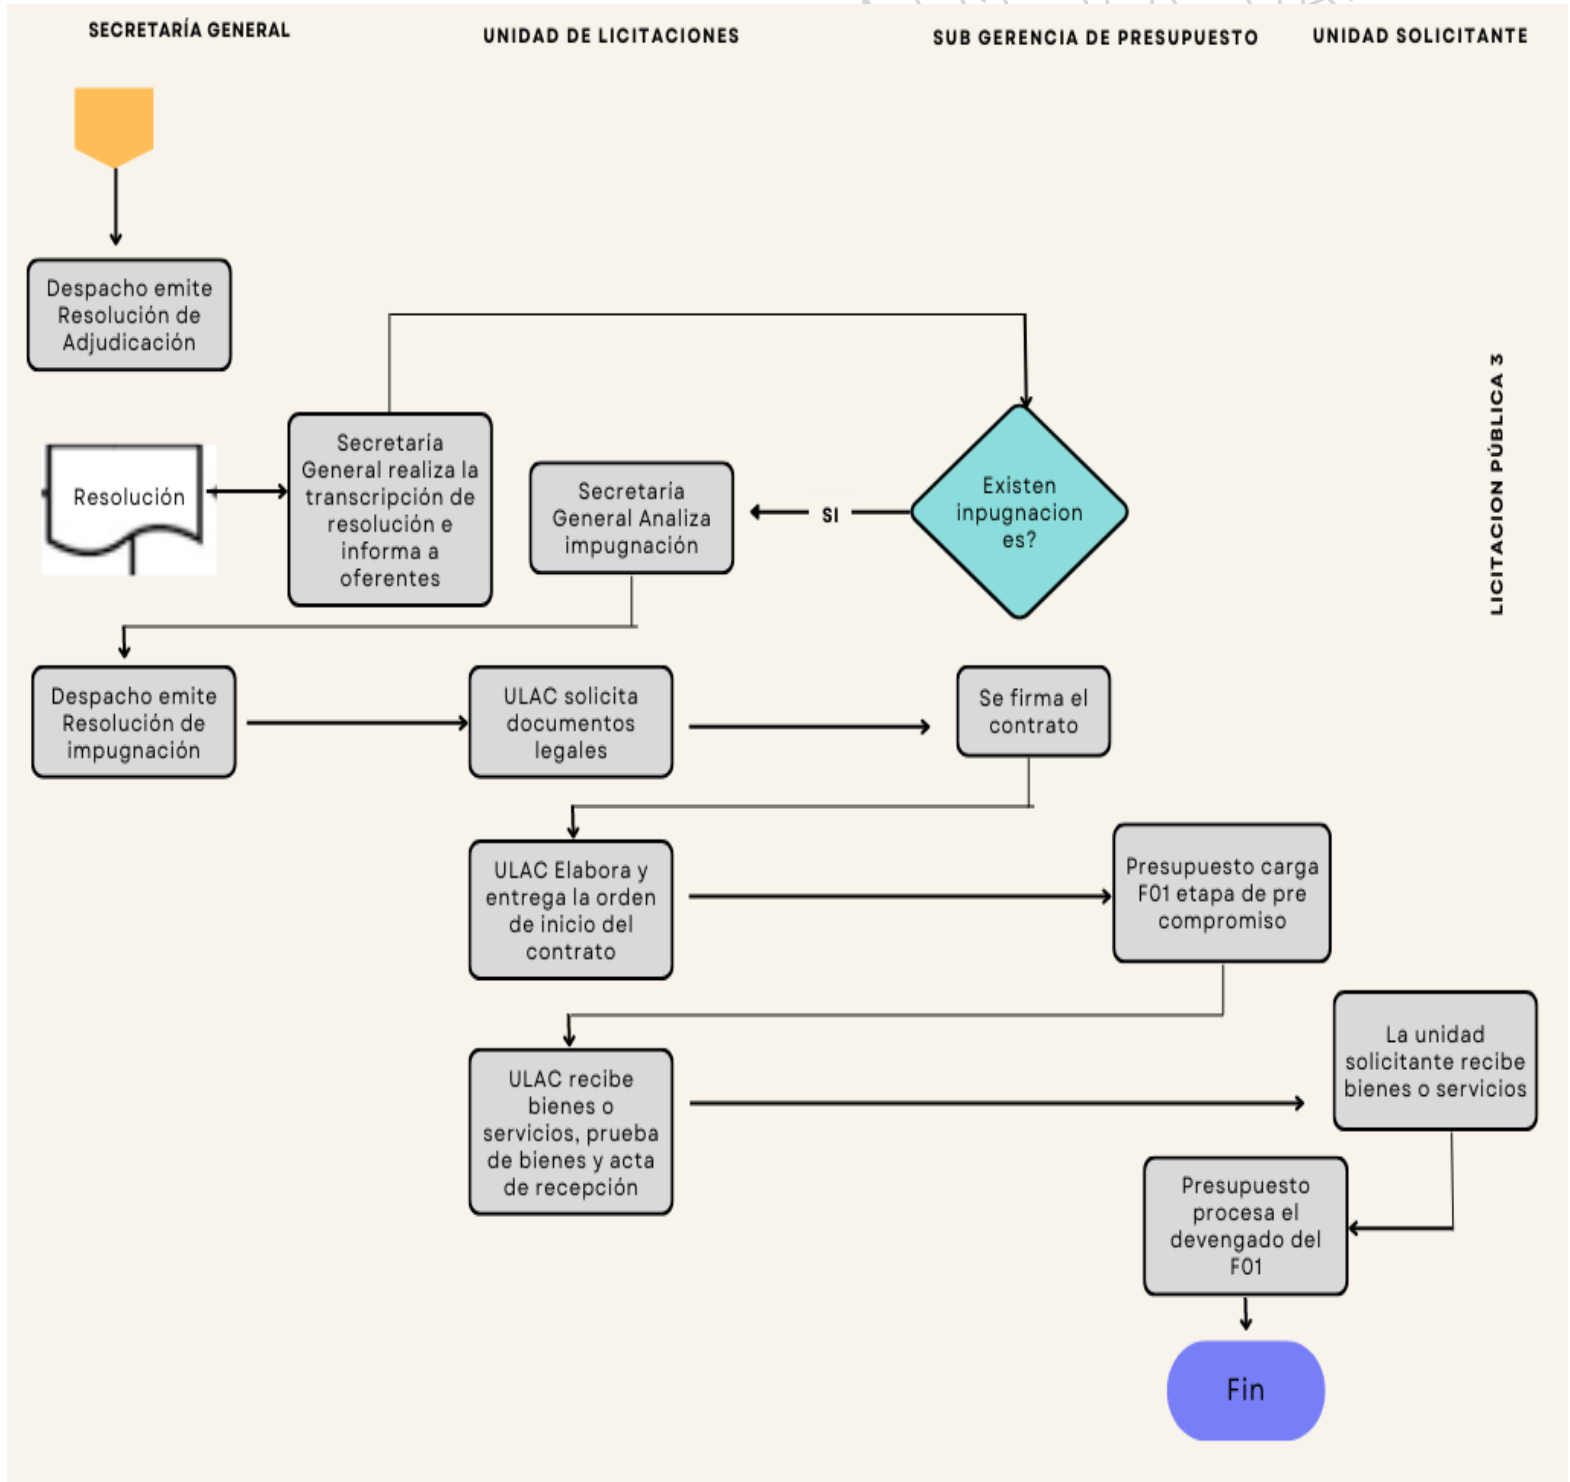 SECRETARÍA GENERAL
UNIDAD DE LICITACIONES
SUB GERENCIA DE PRESUPUESTO
UNIDAD SOLICITANTE
Despacho emite
Resolución de
Adjudicación
Resolución
Secretaría
General realiza la
transcripción de
resolución e
informa a
oferentes
Secretaría
General Analiza
impugnación
SI
Existen
inpugnacion
es?
LICITACION PÚBLICA 3
Despacho emite
Resolución de
impugnación
ULAC solicita
documentos
legales
Se firma el
contrato
ULAC Elabora y
entrega la orden
de inicio del
contrato
Presupuesto carga
F01 etapa de pre
compromiso
ULAC recibe
bienes o
servicios, prueba
de bienes y acta
de recepción
La unidad
solicitante recibe
bienes o servicios
Presupuesto
procesa el
devengado del
F01
Fin